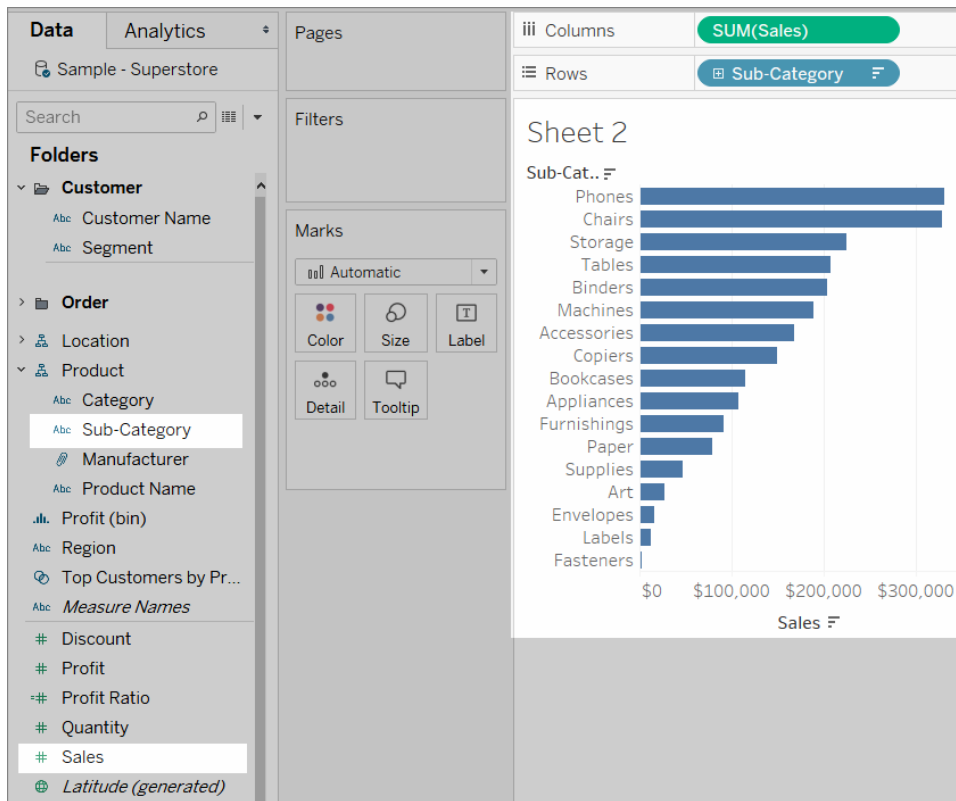 Data
Analytics
Sample - Superstore
Search
Folders
Customer
Abc Customer Name
Abc Segment
Order
Location
Product
Abc Category
Abc Sub-Category
Manufacturer
Abc Product Name
Profit (bin)
Abc Region
Top Customers by Pr...
Abc Measure Names
# Discount
# Profit
=# Profit Ratio
# Quantity
# Sales
Latitude (generated)
Pages
Filters
Marks
Automatic
Color
Size
T
Label
Detail
Tooltip
Columns
SUM(Sales)
Rows
Sub-Category
Sheet 2
Sub-Cat..
Phones
Chairs
Storage
Tables
Binders
Machines
Accessories
Copiers
Bookcases
Appliances
Furnishings
Paper
Supplies
Art
Envelopes
Labels
Fasteners
$0 $100,000 $200,000 $300,000
Sales